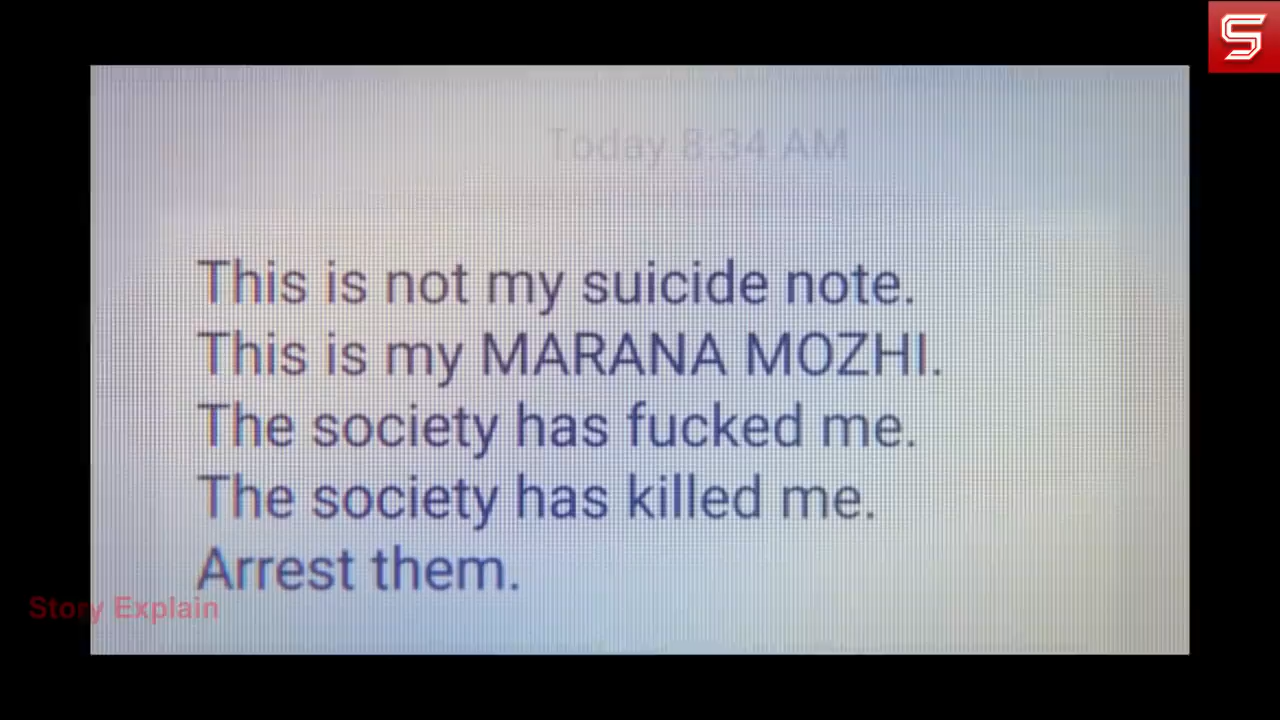 S
Today 8:34 AM
This is not my suicide note.
This is my MARANA MOZHI.
The society has fucked me.
The society has killed me.
Arrest them.
Story Explain